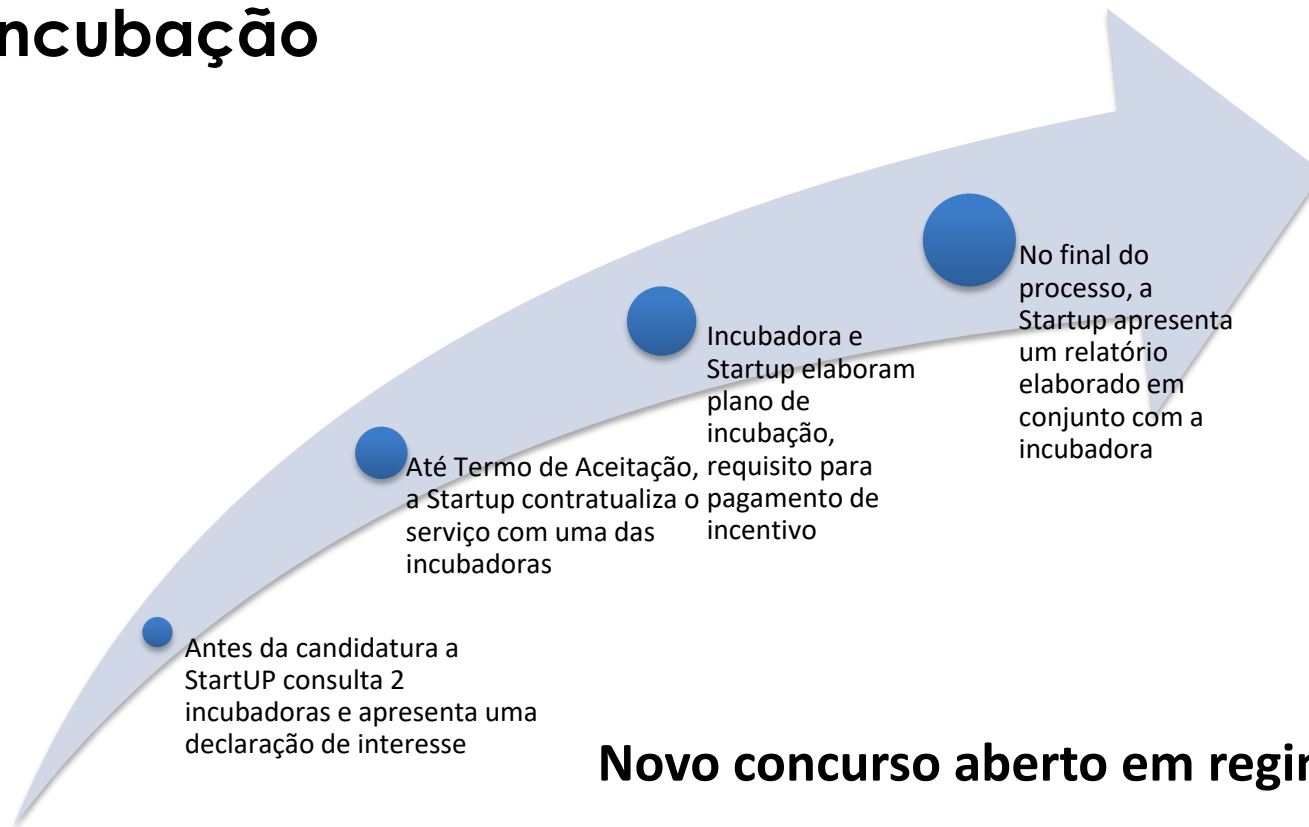 ncubação
No final do
processo, a
Startup apresenta
um relatório
elaborado em
conjunto com a
incubadora
Incubadora e
Startup elaboram
plano de
incubação,
requisito para
pagamento de
incentivo
Até Termo de Aceitação,
a Startup contratualiza o
serviço com uma das
incubadoras
Antes da candidatura a
StartUP consulta 2
incubadoras e apresenta uma
declaração de interesse
Novo concurso aberto em regi